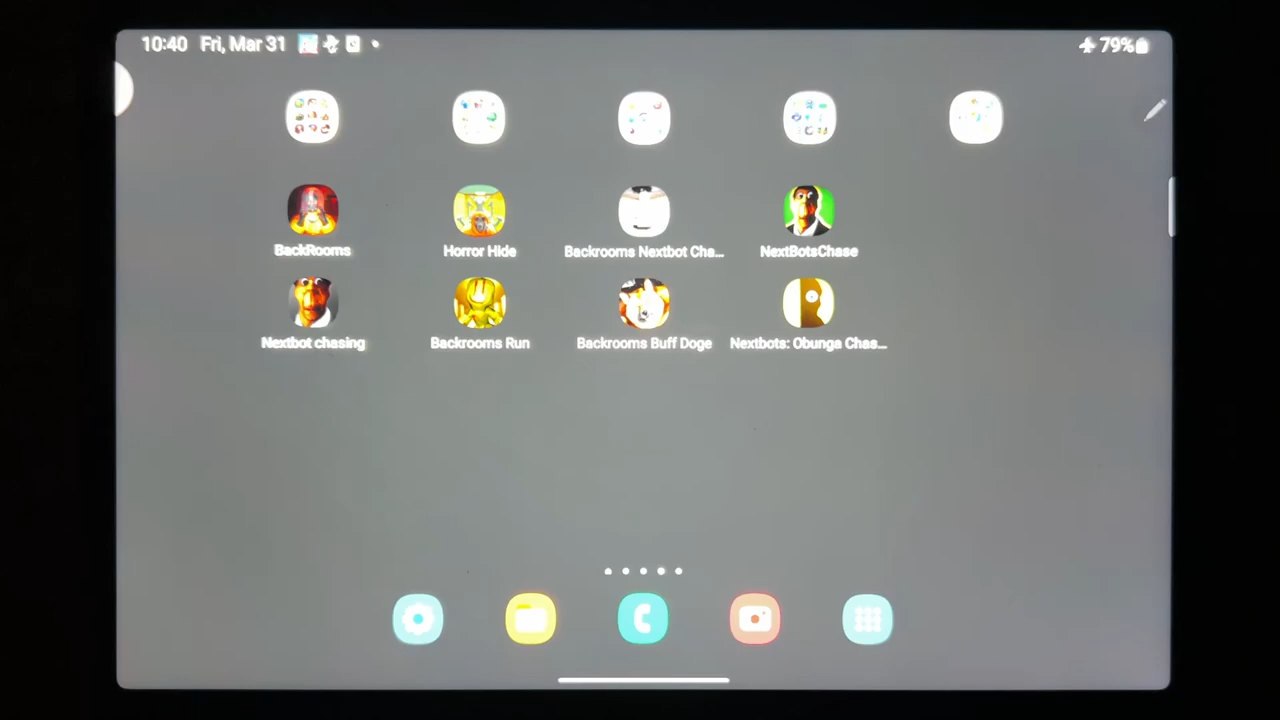 10:40 Fri, Mar 31 79%
BackRooms Horror Hide Backrooms Nextbot Cha... NextBotsChase
Nextbot chasing Backrooms Run Backrooms Buff Doge Nextbots: Obunga Chas...